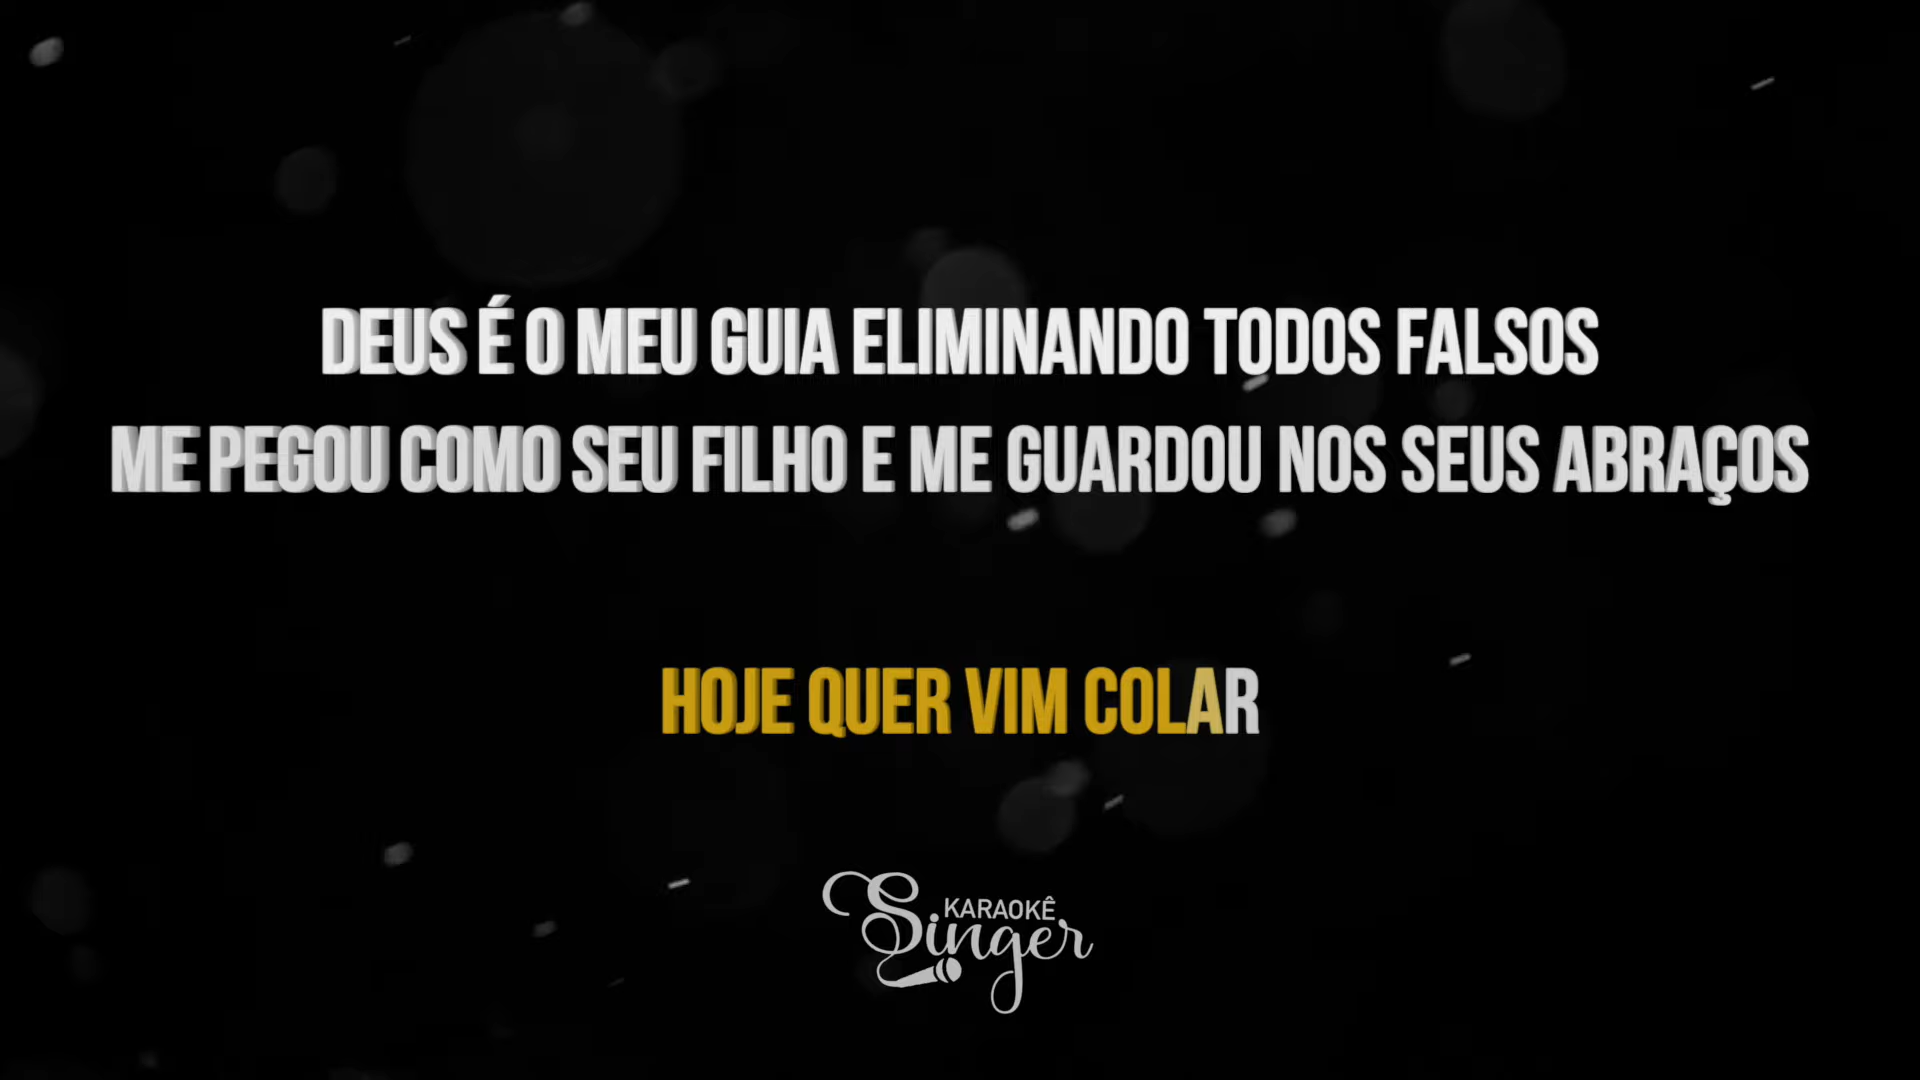 DEUS É O MEU GUIA ELIMINANDO TODOS FALSOS
ME PEGOU COMO SEU FILHO E ME GUARDOU NOS SEUS ABRAÇOS
HOJE QUER VIM COLAR
KARAOKÊ
Singer